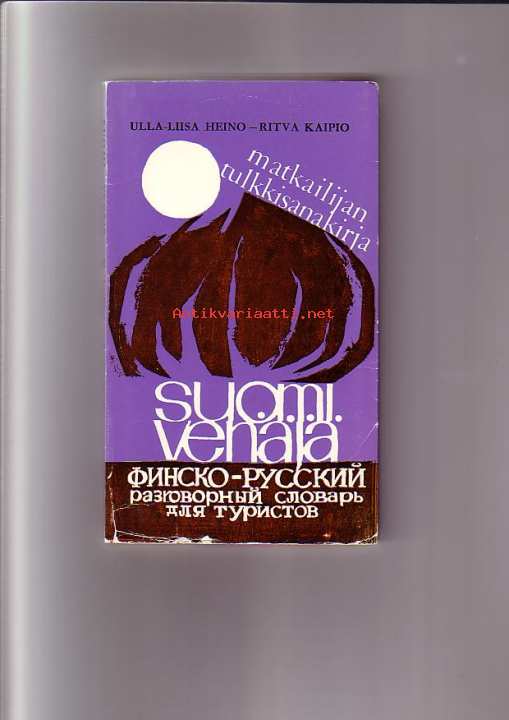 ULLA-LIISA HEINO – RITVA KAIPIO
matkailijan
tulkkisanakirja
Antikvariaatti.net
suomi
venäjä
ФИНСКО-РУССКИЙ
разговорный словарь
для туристов